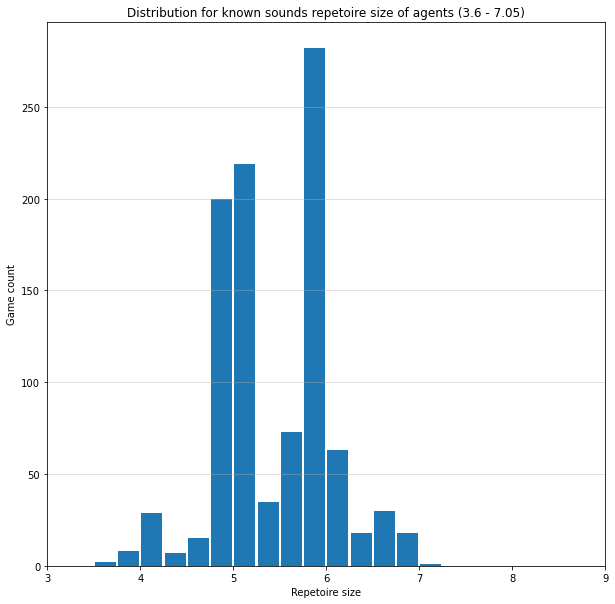 Distribution for known sounds repetoire size of agents (3.6 - 7.05)
Game count
250
200
150
100
50
0
3 4 5 6 7 8 9
Repetoire size